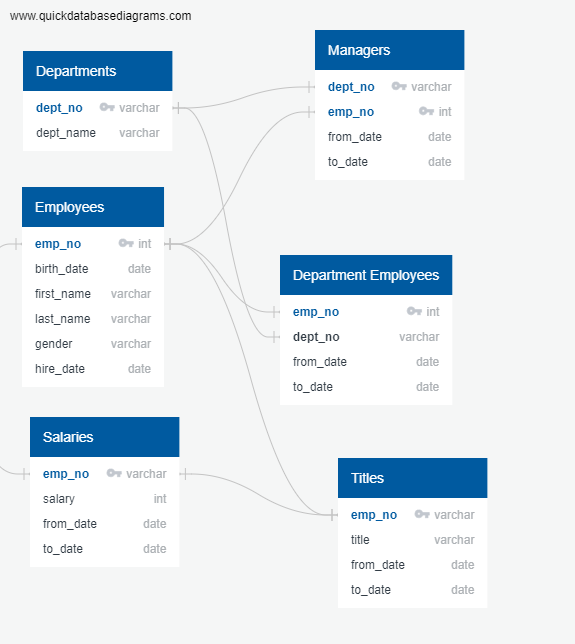 www.quickdatabasediagrams.com
Departments
dept_no varchar
dept_name varchar
Managers
dept_no varchar
emp_no int
from_date date
to_date date
Employees
emp_no int
birth_date date
first_name varchar
last_name varchar
gender varchar
hire_date date
Department Employees
emp_no int
dept_no varchar
from_date date
to_date date
Salaries
emp_no varchar
salary int
from_date date
to_date date
Titles
emp_no varchar
title varchar
from_date date
to_date date